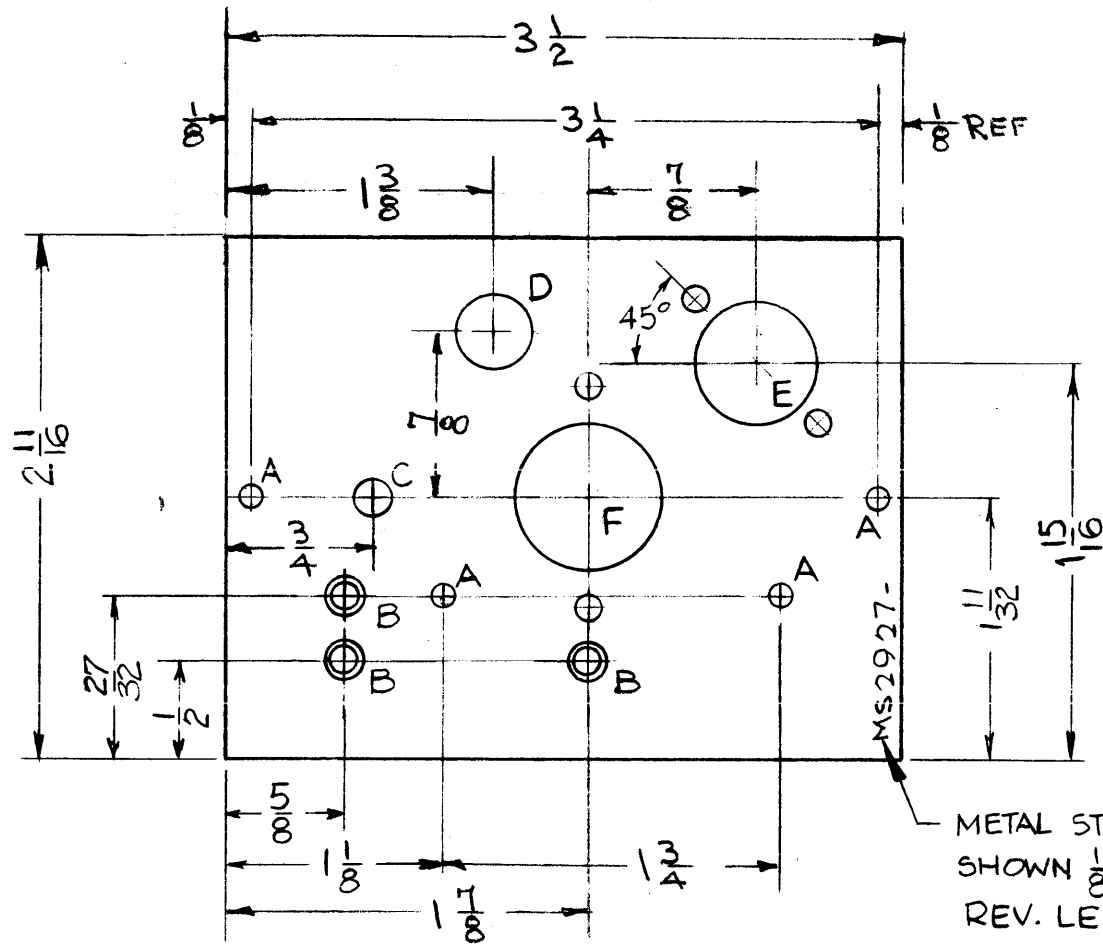 3 1/2
1/8
3 1/4
1/8 REF
1 3/8
7/8
D
45°
E
7/8
2 11/16
A
C
F
A
3/4
1 15/16
1 11/32
A
A
B
27/32
1/2
B
B
MS2927-
5/8
METAL ST
1 1/8
1 3/4
SHOWN 1/8
1 7/8
REV. LE